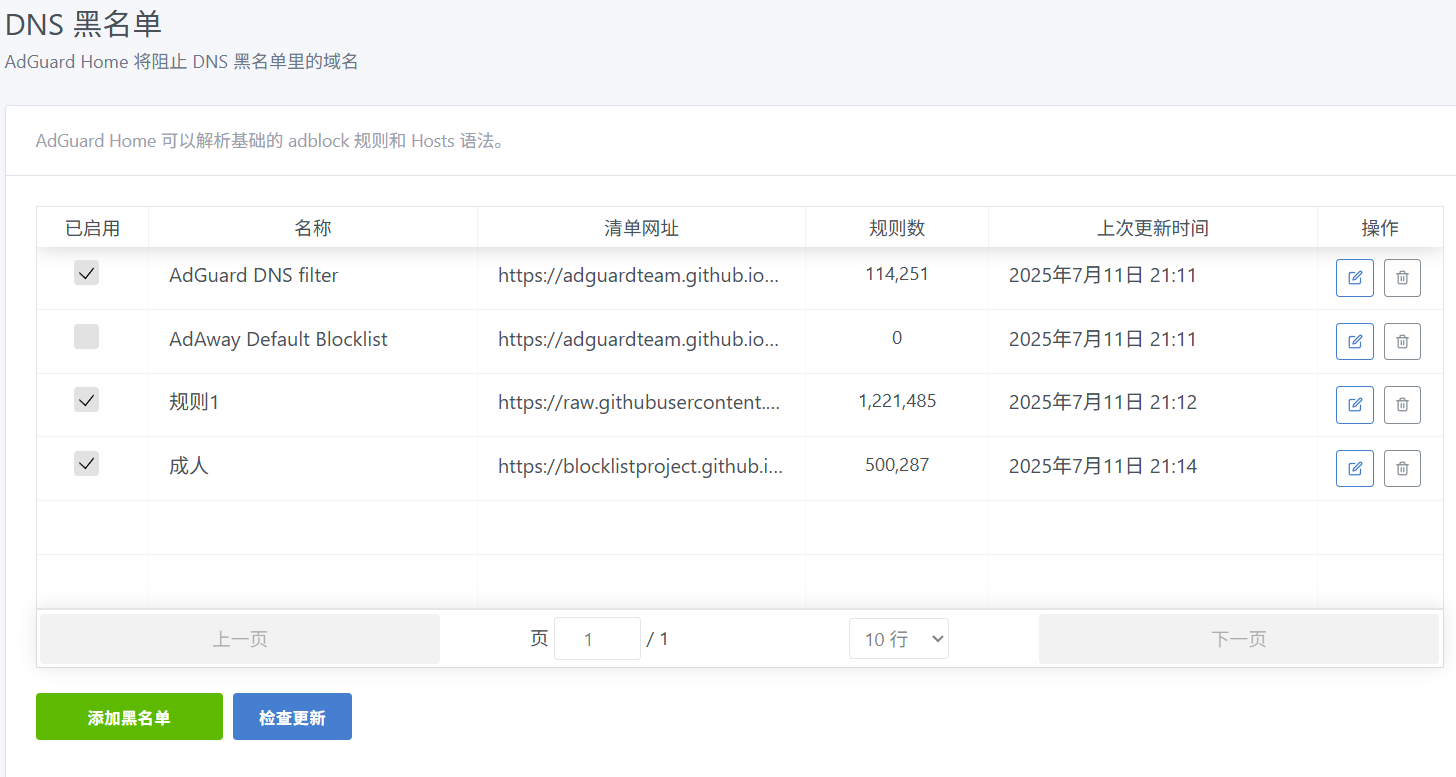 DNS 黑名单
AdGuard Home 将阻止 DNS 黑名单里的域名
AdGuard Home 可以解析基础的 adblock 规则和 Hosts 语法。
已启用 名称 清单网址 规则数 上次更新时间 操作
AdGuard DNS filter https://adguardteam.github.io... 114,251 2025年7月11日 21:11
AdAway Default Blocklist https://adguardteam.github.io... 0 2025年7月11日 21:11
规则1 https://raw.githubusercontent.... 1,221,485 2025年7月11日 21:12
成人 https://blocklistproject.github.i... 500,287 2025年7月11日 21:14
上一页 页 1 / 1 10 行 下一页
添加黑名单 检查更新